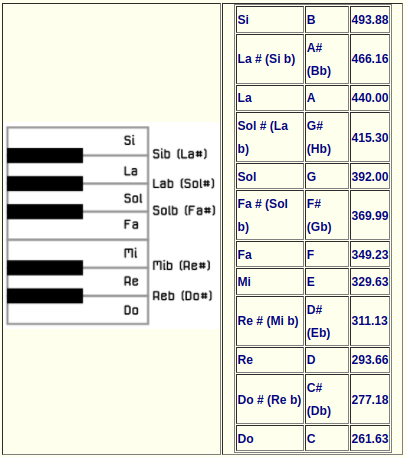 Si
Sib (La#)
La
Lab (Sol#)
Sol
Solb (Fa#)
Fa
Mi
Mib (Re#)
Re
Reb (Do#)
Do
Si B 493.88
La # (Si b) A# (Bb) 466.16
La A 440.00
Sol # (La b) G# (Hb) 415.30
Sol G 392.00
Fa # (Sol b) F# (Gb) 369.99
Fa F 349.23
Mi E 329.63
Re # (Mi b) D# (Eb) 311.13
Re D 293.66
Do # (Re b) C# (Db) 277.18
Do C 261.63